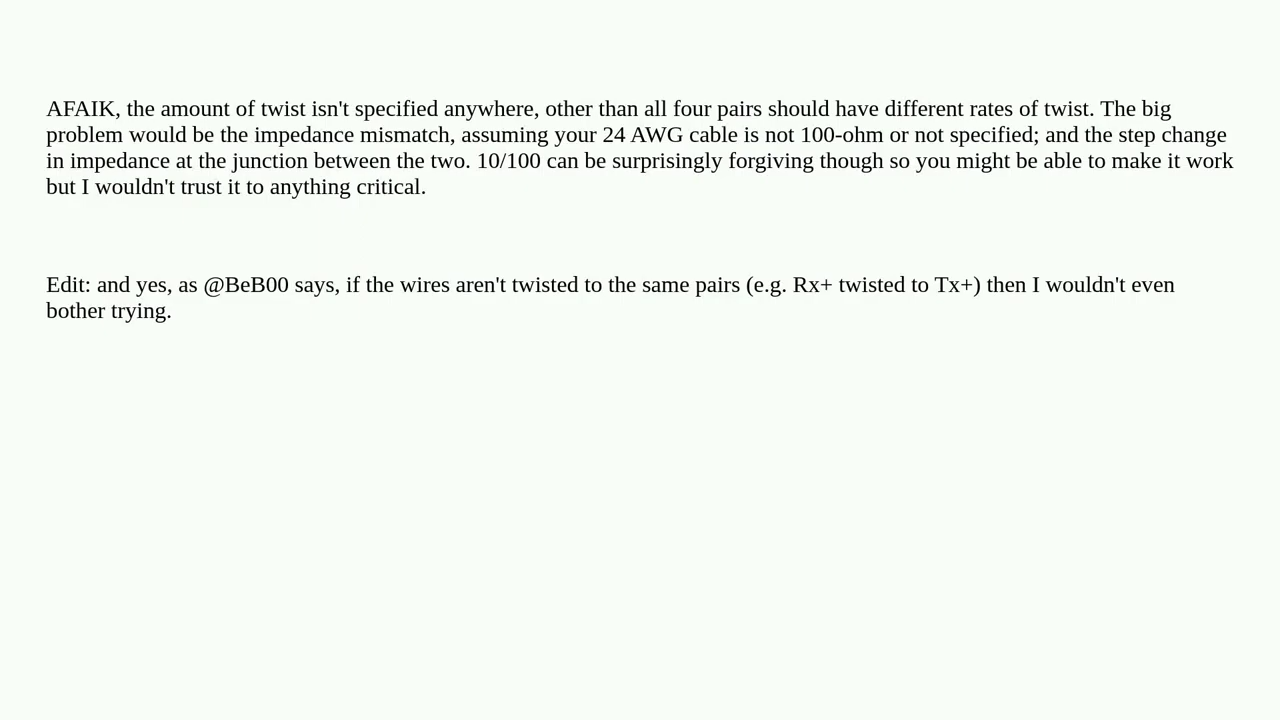 AFAIK, the amount of twist isn't specified anywhere, other than all four pairs should have different rates of twist. The big
problem would be the impedance mismatch, assuming your 24 AWG cable is not 100-ohm or not specified; and the step change
in impedance at the junction between the two. 10/100 can be surprisingly forgiving though so you might be able to make it work
but I wouldn't trust it to anything critical.
Edit: and yes, as @BeB00 says, if the wires aren't twisted to the same pairs (e.g. Rx+ twisted to Tx+) then I wouldn't even
bother trying.